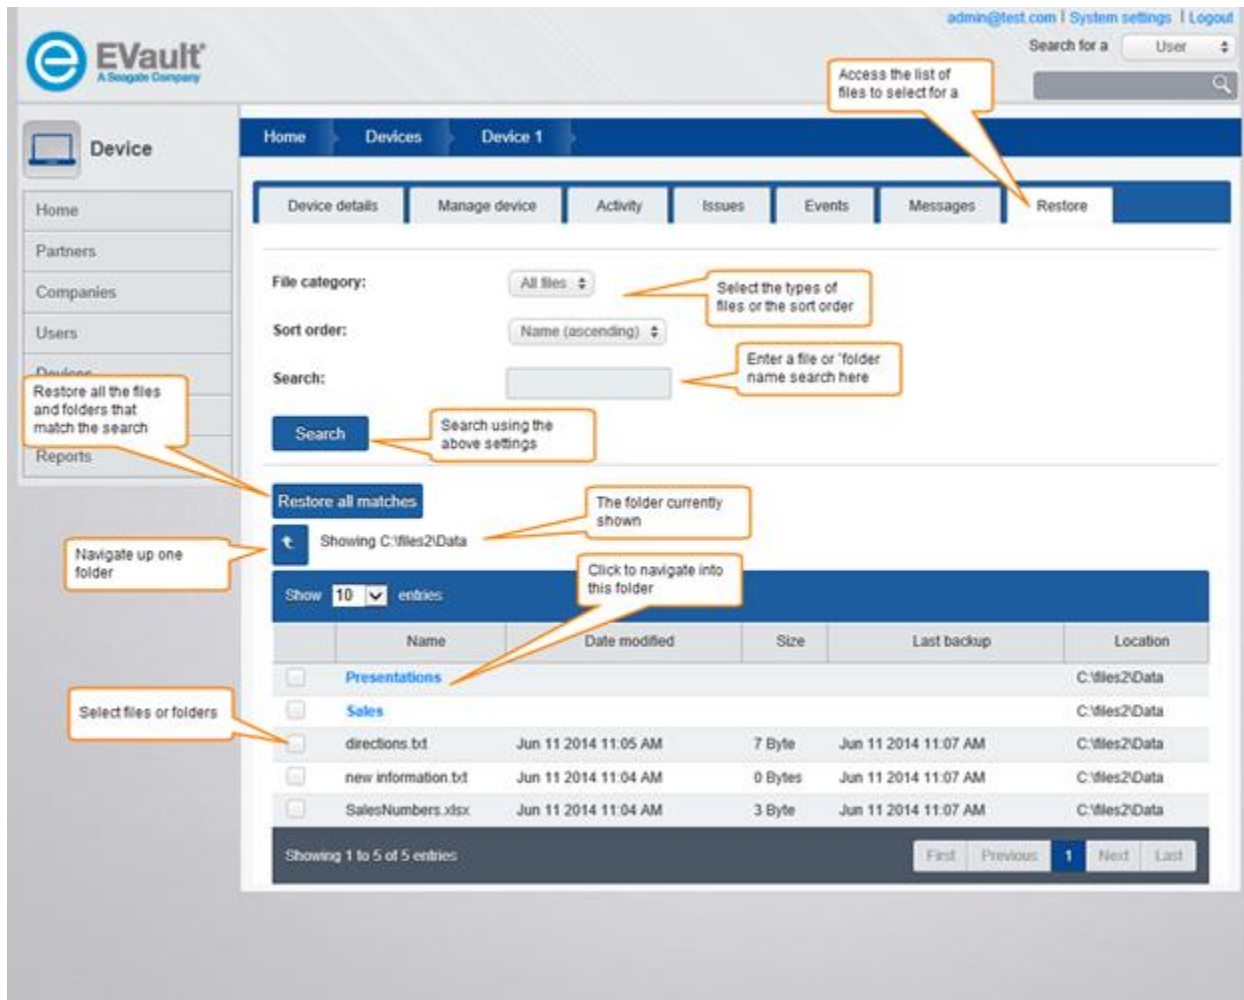 admin@test.com | System settings | Logout
EVault
A Seagate Company
Search for a User
Access the list of
files to select for a
Device
Home Devices Device 1
Device details Manage device Activity Issues Events Messages Restore
Home
Partners
Companies
Users
Devices
Reports
File category: All files
Select the types of
files or the sort order
Sort order: Name (ascending)
Enter a file or `folder
name search here
Search:
Restore all the files
and folders that
match the search
Search
Search using the
above settings
Restore all matches
The folder currently
shown
Showing C:\files2\Data
Navigate up one
folder
Click to navigate into
this folder
Show 10 entries
Name Date modified Size Last backup Location
Presentations C:\files2\Data
Sales C:\files2\Data
Select files or folders
directions.txt Jun 11 2014 11:05 AM 7 Byte Jun 11 2014 11:07 AM C:\files2\Data
new information.txt Jun 11 2014 11:04 AM 0 Bytes Jun 11 2014 11:07 AM C:\files2\Data
SalesNumbers.xlsx Jun 11 2014 11:04 AM 3 Byte Jun 11 2014 11:07 AM C:\files2\Data
Showing 1 to 5 of 5 entries
First Previous 1 Next Last